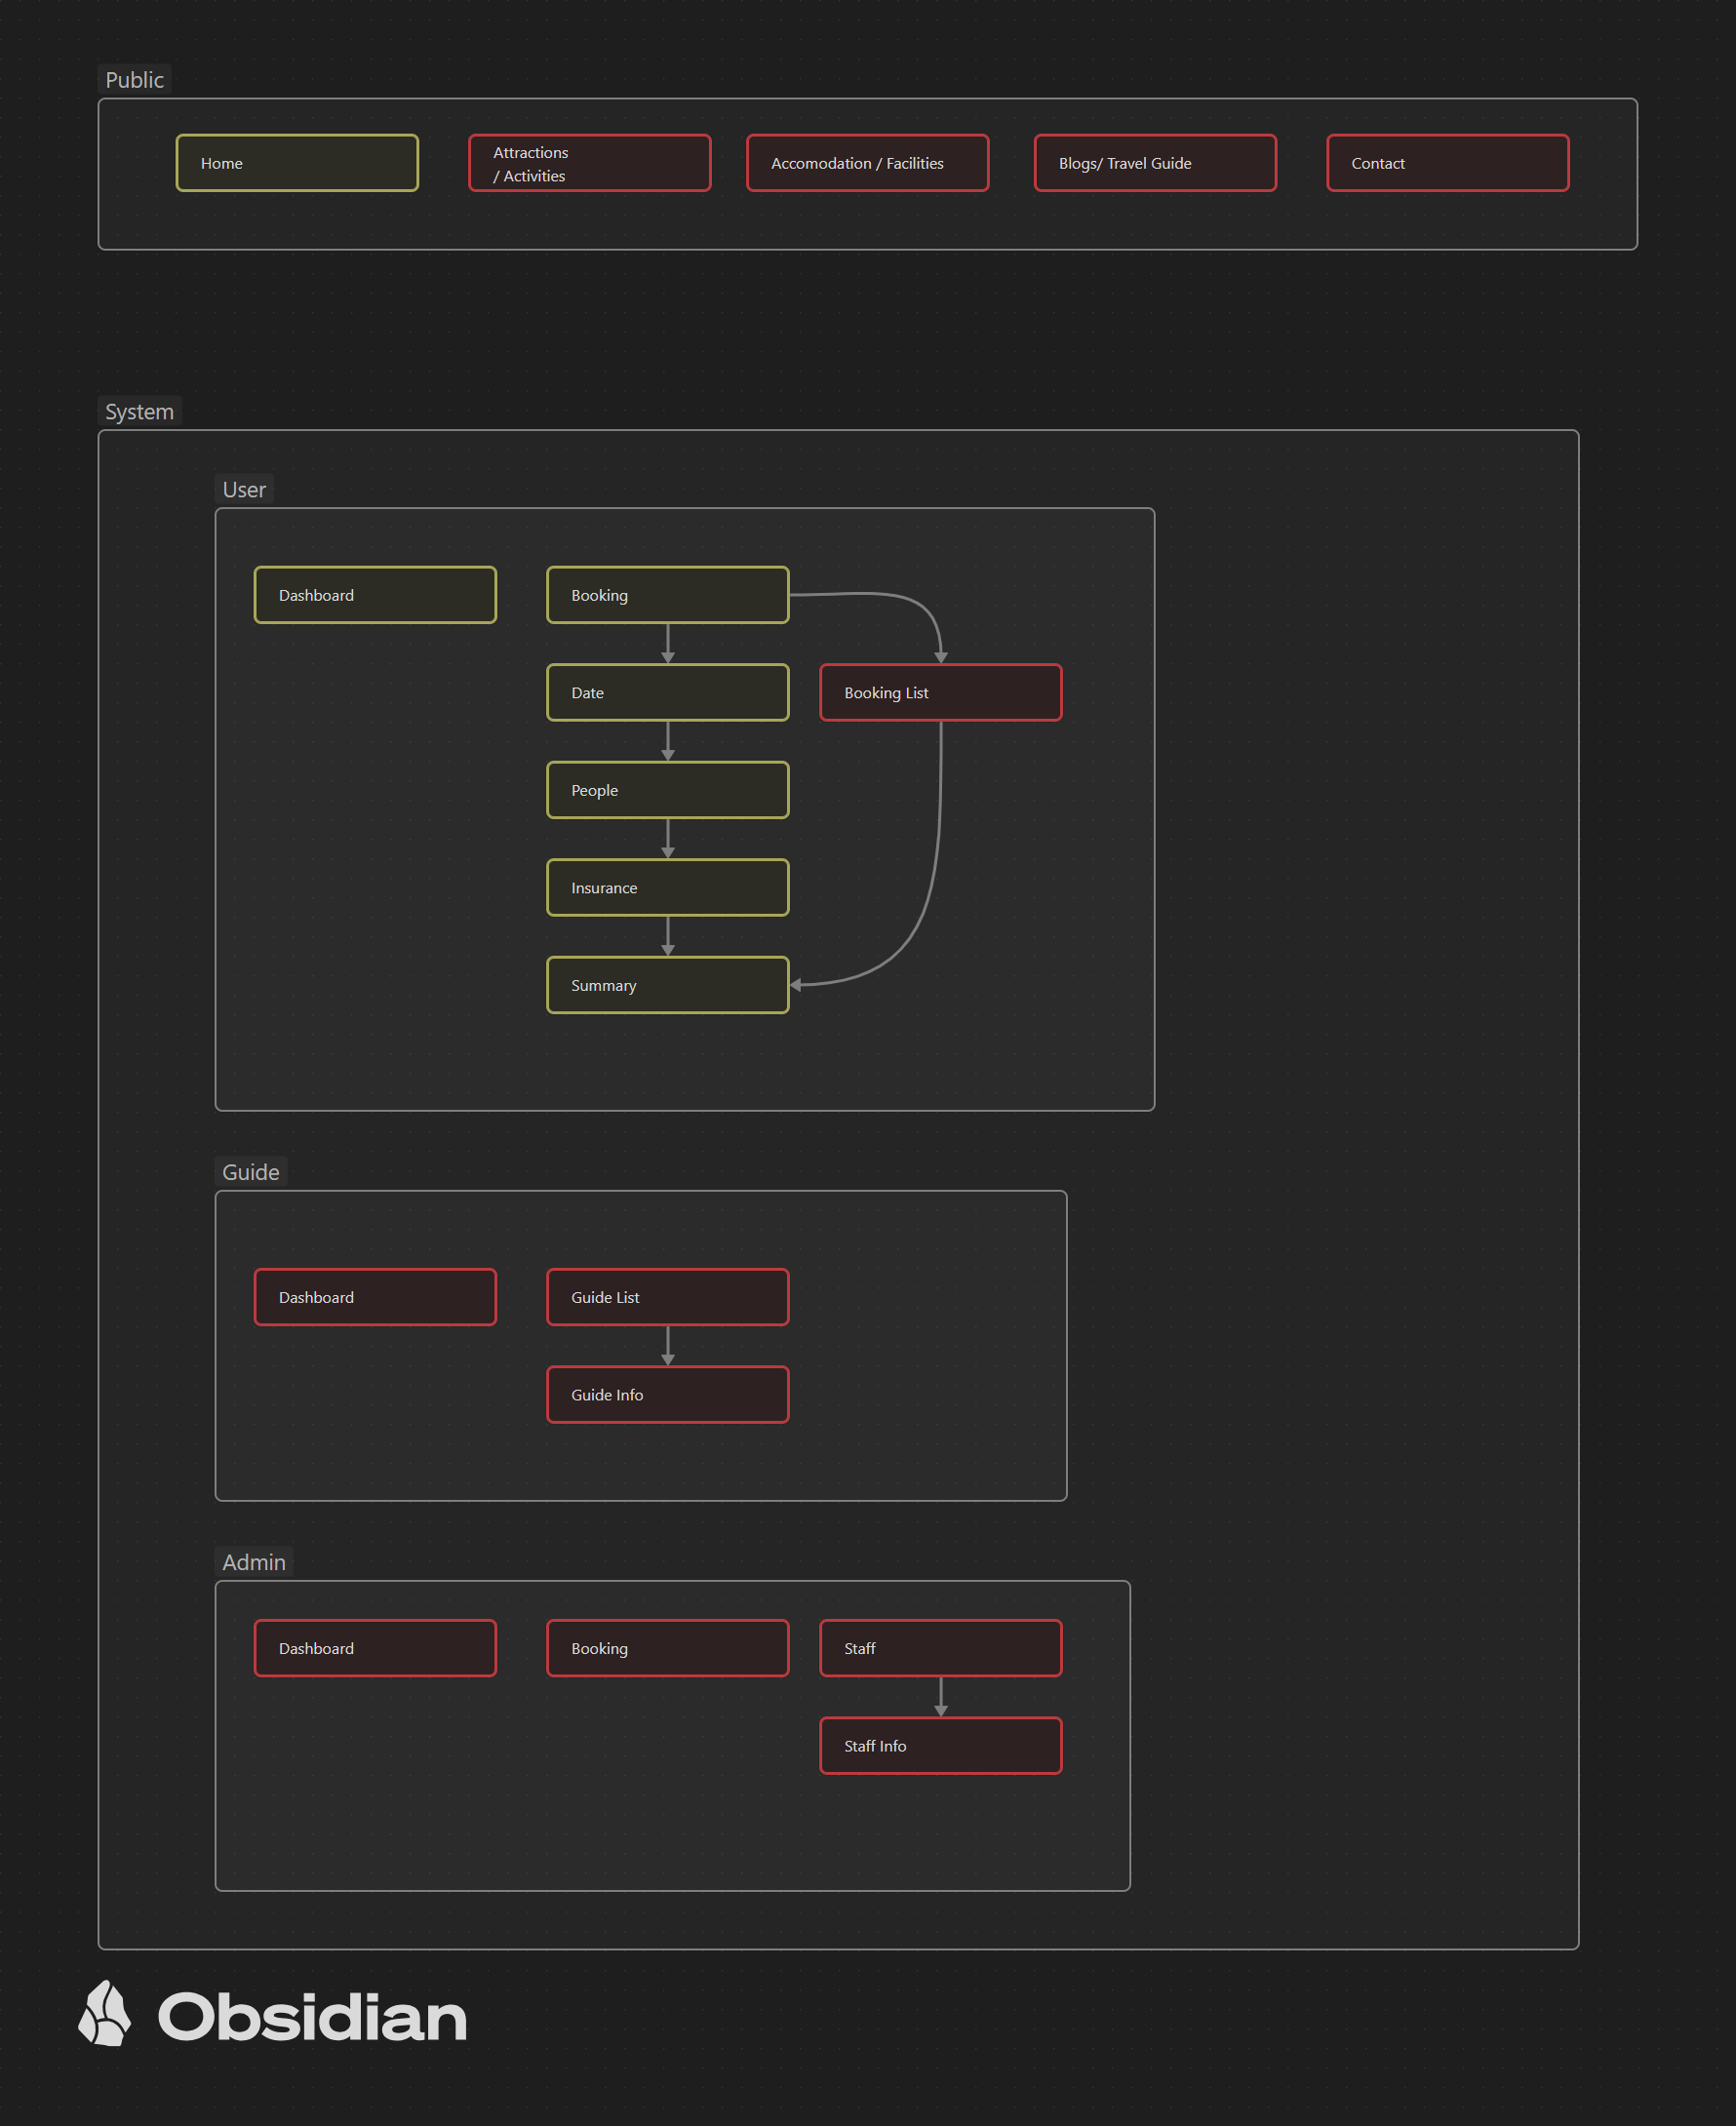 Public
Home
Attractions
/ Activities
Accomodation / Facilities
Blogs/ Travel Guide
Contact
System
User
Dashboard
Booking
Date
Booking List
People
Insurance
Summary
Guide
Dashboard
Guide List
Guide Info
Admin
Dashboard
Booking
Staff
Staff Info
Obsidian